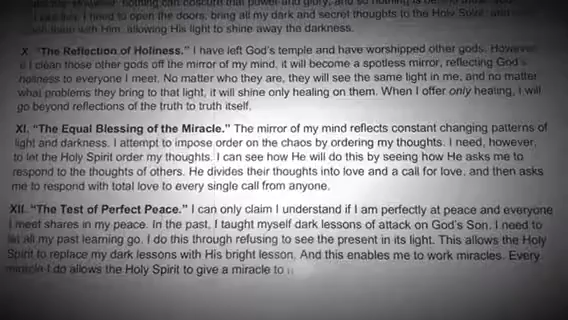 nothing can obscure that power and glory, and so nothing is
I need to open the doors, bring all my dark and secret thoughts to the Holy Spirit, and
them with Him, allowing His light to shine away the darkness.
X. "The Reflection of Holiness." I have left God's temple and have worshipped other gods. However
I clean those other gods off the mirror of my mind, it will become a spotless mirror, reflecting God's
holiness to everyone I meet. No matter who they are, they will see the same light in me, and no matter
what problems they bring to that light, it will shine only healing on them. When I offer only healing, I will
go beyond reflections of the truth to truth itself.
XI. "The Equal Blessing of the Miracle." The mirror of my mind reflects constant changing patterns of
light and darkness. I attempt to impose order on the chaos by ordering my thoughts. I need, however,
to let the Holy Spirit order my thoughts. I can see how He will do this by seeing how He asks me to
respond to the thoughts of others. He divides their thoughts into love and a call for love, and then asks
me to respond with total love to every single call from anyone.
XII. "The Test of Perfect Peace." I can only claim I understand if I am perfectly at peace and everyone
I meet shares in my peace. In the past, I taught myself dark lessons of attack on God's Son. I need to
let all my past learning go. I do this through refusing to see the present in its light. This allows the Holy
Spirit to replace my dark lessons with His bright lesson. And this enables me to work miracles. Every
miracle I do allows the Holy Spirit to give a miracle to